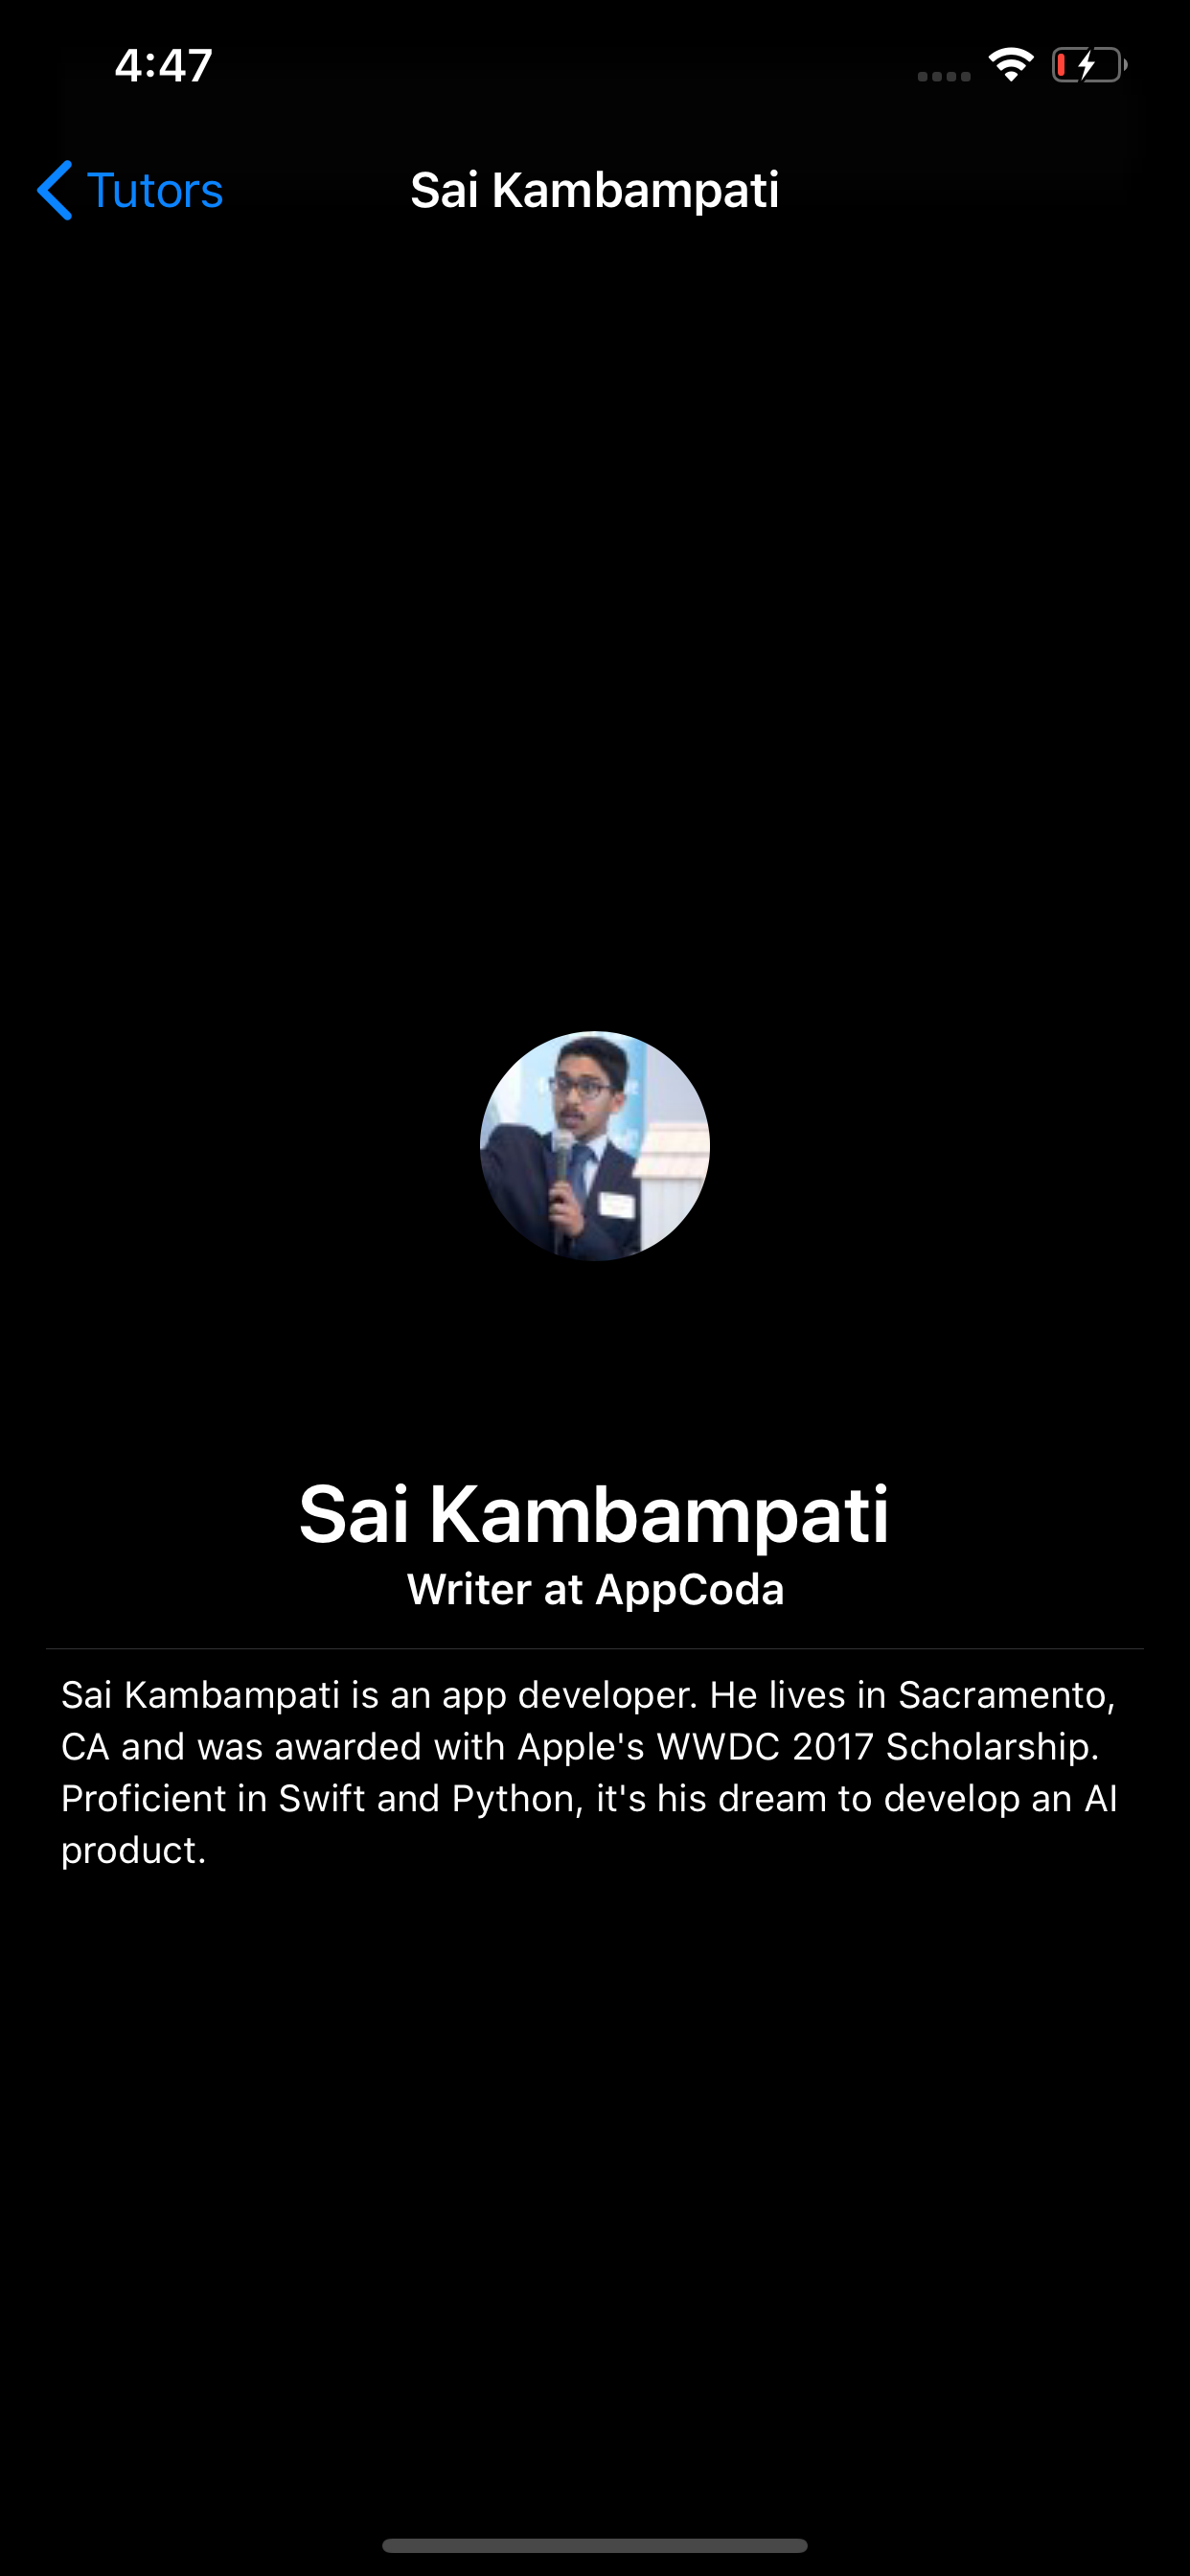 4:47
Tutors
Sai Kambampati
Sai Kambampati
Writer at AppCoda
Sai Kambampati is an app developer. He lives in Sacramento,
CA and was awarded with Apple's WWDC 2017 Scholarship.
Proficient in Swift and Python, it's his dream to develop an AI
product.